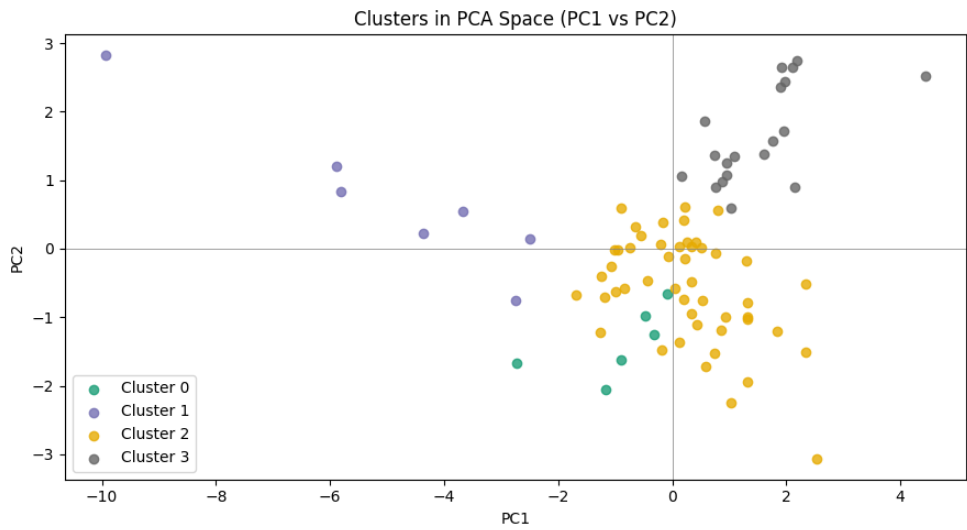 Clusters in PCA Space (PC1 vs PC2)
3
2
1
0
−1
−2
−3
PC2
Cluster 0
Cluster 1
Cluster 2
Cluster 3
−10
−8
−6
−4
−2
0
2
4
PC1